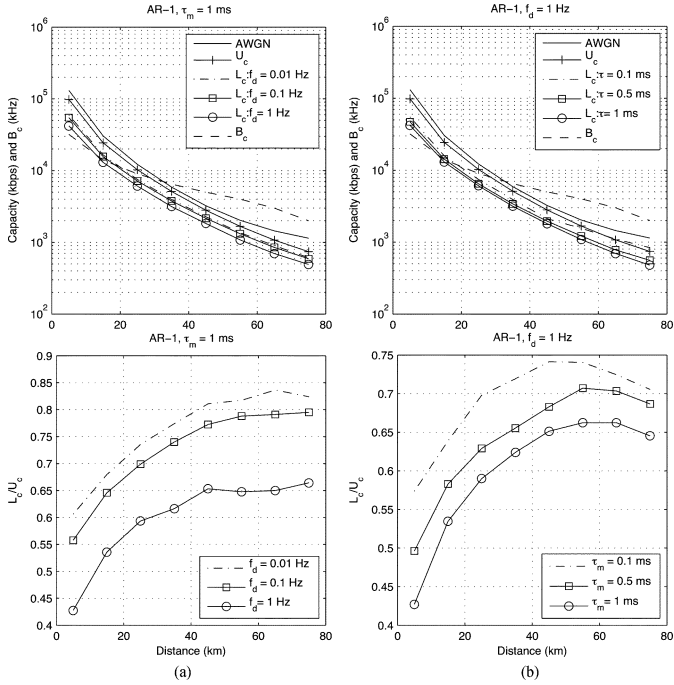 AR−1, τm = 1 ms
10^6
10^5
10^4
10^3
10^2
Capacity (kbps) and Bc (kHz)
AWGN
Uc
Lc:fd = 0.01 Hz
Lc:fd = 0.1 Hz
Lc:fd = 1 Hz
Bc
0 20 40 60 80
AR−1, fd = 1 Hz
10^6
10^5
10^4
10^3
10^2
Capacity (kbps) and Bc (kHz)
AWGN
Uc
Lc:τ = 0.1 ms
Lc:τ = 0.5 ms
Lc:τ = 1 ms
Bc
0 20 40 60 80
AR−1, τm = 1 ms
0.9
0.85
0.8
0.75
0.7
0.65
0.6
0.55
0.5
0.45
0.4
Lc/Uc
fd = 0.01 Hz
fd = 0.1 Hz
fd = 1 Hz
0 20 40 60 80
Distance (km)
(a)
AR−1, fd = 1 Hz
0.75
0.7
0.65
0.6
0.55
0.5
0.45
0.4
Lc/Uc
τm = 0.1 ms
τm = 0.5 ms
τm = 1 ms
0 20 40 60 80
Distance (km)
(b)